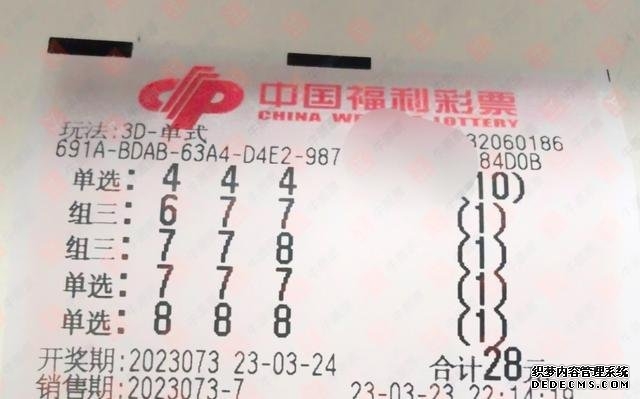 中国福利彩票
CHINA WE LOTTERY
玩法:3D-单式 32060186
691A-BDAB-63A4-D4E2-987 84D0B
单选: 4 4 4 10)
组三: 6 7 7 (1)
组三: 7 7 8 (1)
单选: 7 7 7 (1)
单选: 8 8 8 (1)
开奖期:2023073 23-03-24 合计28元
销售期:2023073-7 23-03-23 22:14:19
织梦内容管理系统
DEDECMS.COM